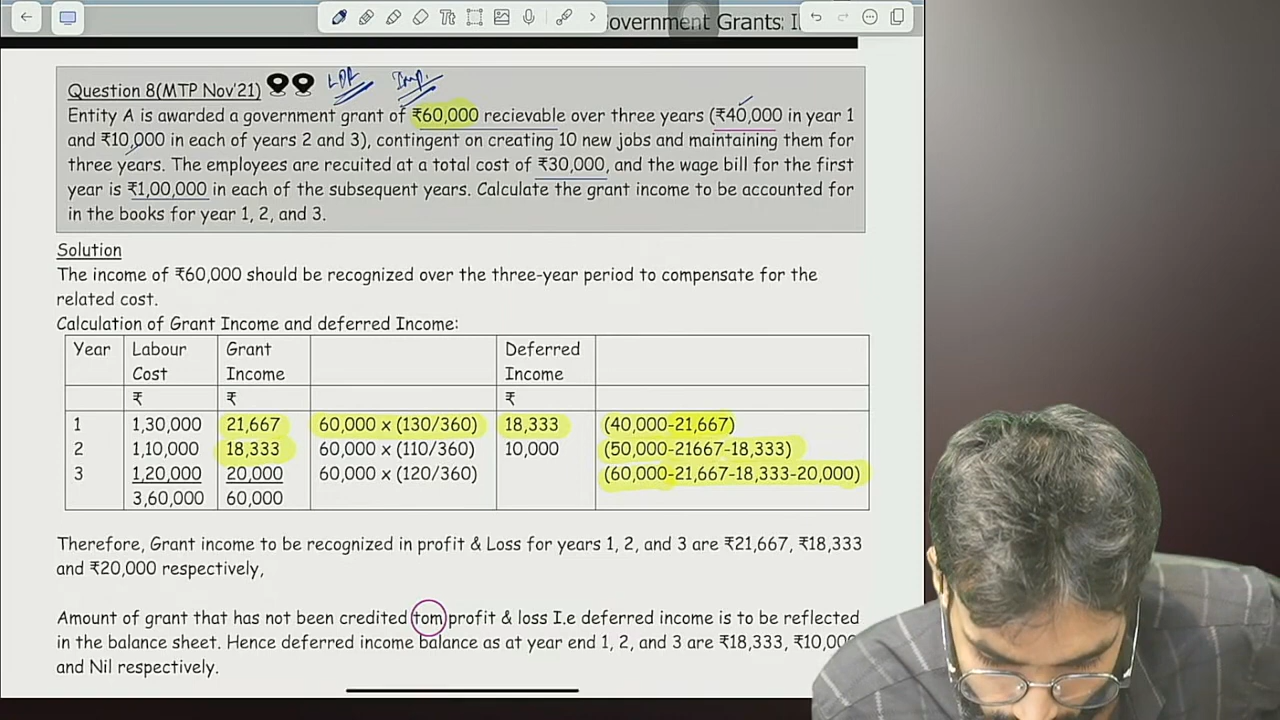 overnment Grants: I
Question 8(MTP Nov'21) LDR Imp.
Entity A is awarded a government grant of ₹60,000 recievable over three years (₹40,000 in year 1
and ₹10,000 in each of years 2 and 3), contingent on creating 10 new jobs and maintaining them for
three years. The employees are recuited at a total cost of ₹30,000, and the wage bill for the first
year is ₹1,00,000 in each of the subsequent years. Calculate the grant income to be accounted for
in the books for year 1, 2, and 3.
Solution
The income of ₹60,000 should be recognized over the three-year period to compensate for the
related cost.
Calculation of Grant Income and deferred Income:
Year Labour Grant Deferred
Cost Income Income
₹ ₹ ₹
1 1,30,000 21,667 60,000 x (130/360) 18,333 (40,000-21,667)
2 1,10,000 18,333 60,000 x (110/360) 10,000 (50,000-21667-18,333)
3 1,20,000 20,000 60,000 x (120/360) (60,000-21,667-18,333-20,000)
3,60,000 60,000
Therefore, Grant income to be recognized in profit & Loss for years 1, 2, and 3 are ₹21,667, ₹18,333
and ₹20,000 respectively,
Amount of grant that has not been credited tom profit & loss I.e deferred income is to be reflected
in the balance sheet. Hence deferred income balance as at year end 1, 2, and 3 are ₹18,333, ₹10,000
and Nil respectively.